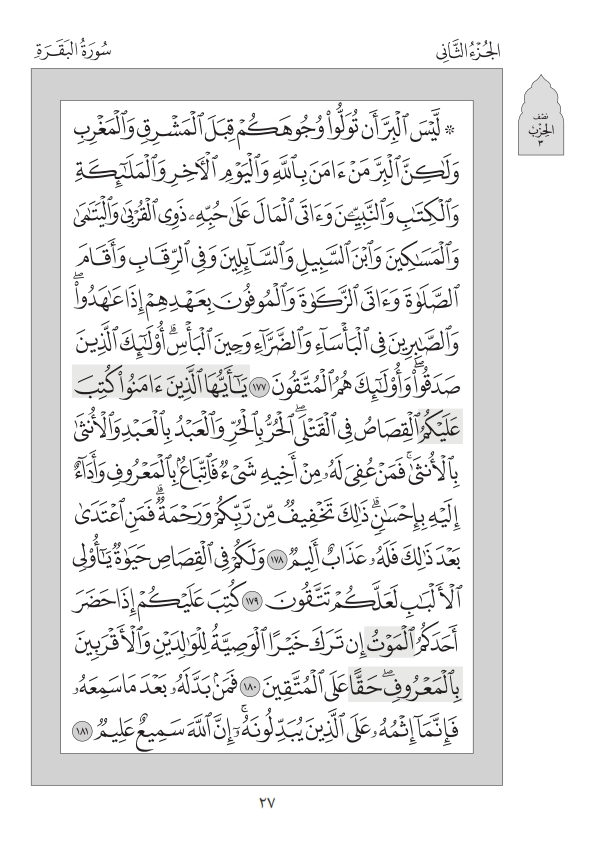 الجُزْءُ الثَّانِي
سُورَةُ البَقَرَةِ
نصف
الحِزْب
٣
۞ لَّيۡسَ ٱلۡبِرَّ أَن تُوَلُّواْ وُجُوهَكُمۡ قِبَلَ ٱلۡمَشۡرِقِ وَٱلۡمَغۡرِبِ
وَلَٰكِنَّ ٱلۡبِرَّ مَنۡ ءَامَنَ بِٱللَّهِ وَٱلۡيَوۡمِ ٱلۡأٓخِرِ وَٱلۡمَلَٰٓئِكَةِ
وَٱلۡكِتَٰبِ وَٱلنَّبِيِّـۧنَ وَءَاتَى ٱلۡمَالَ عَلَىٰ حُبِّهِۦ ذَوِي ٱلۡقُرۡبَىٰ وَٱلۡيَتَٰمَىٰ
وَٱلۡمَسَٰكِينَ وَٱبۡنَ ٱلسَّبِيلِ وَٱلسَّآئِلِينَ وَفِي ٱلرِّقَابِ وَأَقَامَ
ٱلصَّلَوٰةَ وَءَاتَى ٱلزَّكَوٰةَ وَٱلۡمُوفُونَ بِعَهۡدِهِمۡ إِذَا عَٰهَدُواْۖ
وَٱلصَّٰبِرِينَ فِي ٱلۡبَأۡسَآءِ وَٱلضَّرَّآءِ وَحِينَ ٱلۡبَأۡسِۗ أُوْلَٰٓئِكَ ٱلَّذِينَ
صَدَقُواْۖ وَأُوْلَٰٓئِكَ هُمُ ٱلۡمُتَّقُونَ ١٧٧ يَٰٓأَيُّهَا ٱلَّذِينَ ءَامَنُواْ كُتِبَ
عَلَيۡكُمُ ٱلۡقِصَاصُ فِي ٱلۡقَتۡلَىۖ ٱلۡحُرُّ بِٱلۡحُرِّ وَٱلۡعَبۡدُ بِٱلۡعَبۡدِ وَٱلۡأُنثَىٰ
بِٱلۡأُنثَىٰۚ فَمَنۡ عُفِيَ لَهُۥ مِنۡ أَخِيهِ شَيۡءٞ فَٱتِّبَاعُۢ بِٱلۡمَعۡرُوفِ وَأَدَآءٌ
إِلَيۡهِ بِإِحۡسَٰنٖۗ ذَٰلِكَ تَخۡفِيفٞ مِّن رَّبِّكُمۡ وَرَحۡمَةٞۗ فَمَنِ ٱعۡتَدَىٰ
بَعۡدَ ذَٰلِكَ فَلَهُۥ عَذَابٌ أَلِيمٞ ١٧٨ وَلَكُمۡ فِي ٱلۡقِصَاصِ حَيَوٰةٞ يَٰٓأُوْلِي
ٱلۡأَلۡبَٰبِ لَعَلَّكُمۡ تَتَّقُونَ ١٧٩ كُتِبَ عَلَيۡكُمۡ إِذَا حَضَرَ
أَحَدَكُمُ ٱلۡمَوۡتُ إِن تَرَكَ خَيۡرًا ٱلۡوَصِيَّةُ لِلۡوَٰلِدَيۡنِ وَٱلۡأَقۡرَبِينَ
بِٱلۡمَعۡرُوفِۖ حَقًّا عَلَى ٱلۡمُتَّقِينَ ١٨٠ فَمَنۢ بَدَّلَهُۥ بَعۡدَ مَا سَمِعَهُۥ
فَإِنَّمَآ إِثۡمُهُۥ عَلَى ٱلَّذِينَ يُبَدِّلُونَهُۥٓۚ إِنَّ ٱللَّهَ سَمِيعٌ عَلِيمٞ ١٨١
٢٧